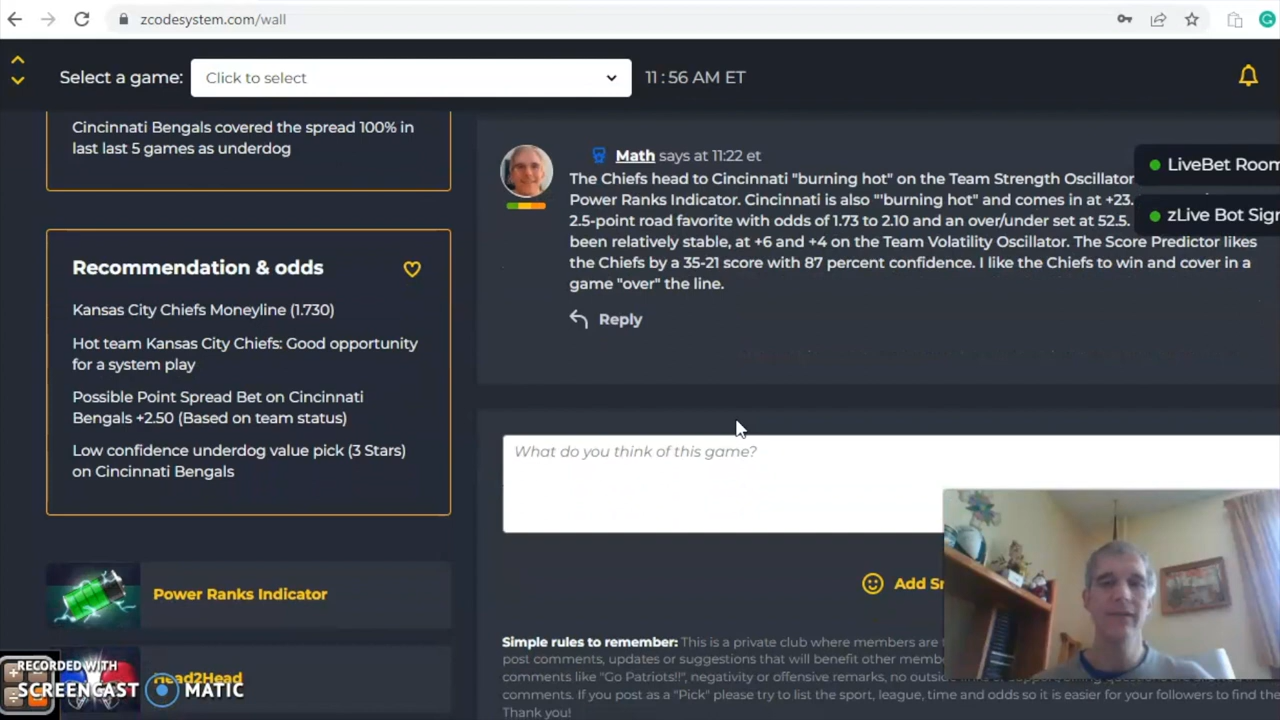 zcodesystem.com/wall
Select a game:
Click to select
11 : 56 AM ET
Cincinnati Bengals covered the spread 100% in
last last 5 games as underdog
Recommendation & odds
Kansas City Chiefs Moneyline (1.730)
Hot team Kansas City Chiefs: Good opportunity
for a system play
Possible Point Spread Bet on Cincinnati
Bengals +2.50 (Based on team status)
Low confidence underdog value pick (3 Stars)
on Cincinnati Bengals
Power Ranks Indicator
Head2Head
RECORDED WITH
SCREENCAST MATIC
Math says at 11:22 et
The Chiefs head to Cincinnati "burning hot" on the Team Strength Oscillator
Power Ranks Indicator. Cincinnati is also "'burning hot" and comes in at +23.
2.5-point road favorite with odds of 1.73 to 2.10 and an over/under set at 52.5.
been relatively stable, at +6 and +4 on the Team Volatility Oscillator. The Score Predictor likes
the Chiefs by a 35-21 score with 87 percent confidence. I like the Chiefs to win and cover in a
game "over" the line.
Reply
LiveBet Room
zLive Bot Sig
What do you think of this game?
Add
Simple rules to remember: This is a private club where members are
post comments, updates or suggestions that will benefit other
comments like "Go Patriots!!", negativity or offensive remarks, no outside
comments. If you post as a "Pick" please try to list the sport, league, time and odds so it is easier for your followers to find the
Thank you!